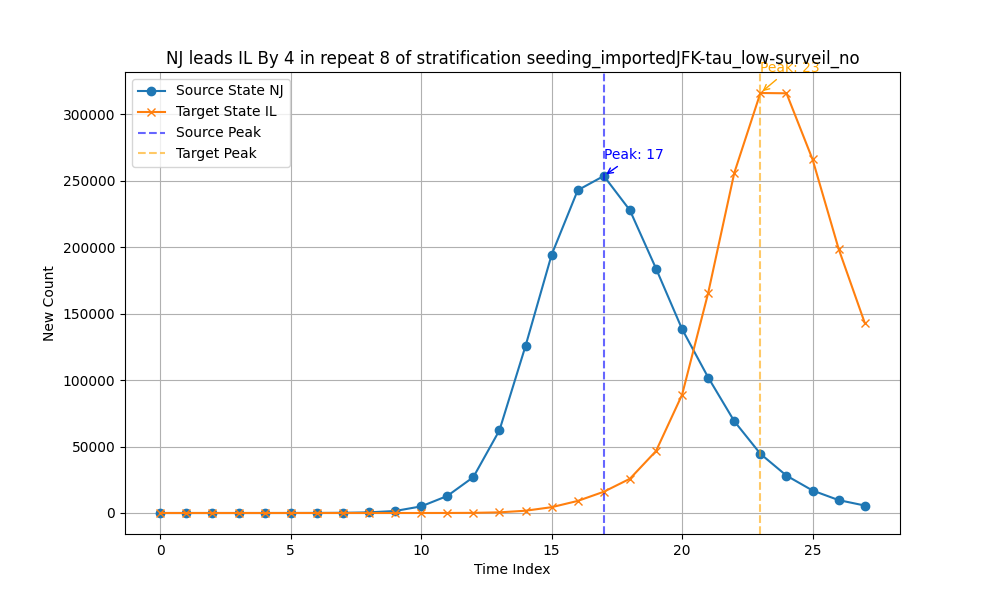 NJ leads IL By 4 in repeat 8 of stratification seeding_importedJFK-tau_low-surveil_no
Peak: 23
Source State NJ
Target State IL
Source Peak
Target Peak
Peak: 17
300000
250000
200000
150000
100000
50000
0
New Count
0 5 10 15 20 25
Time Index